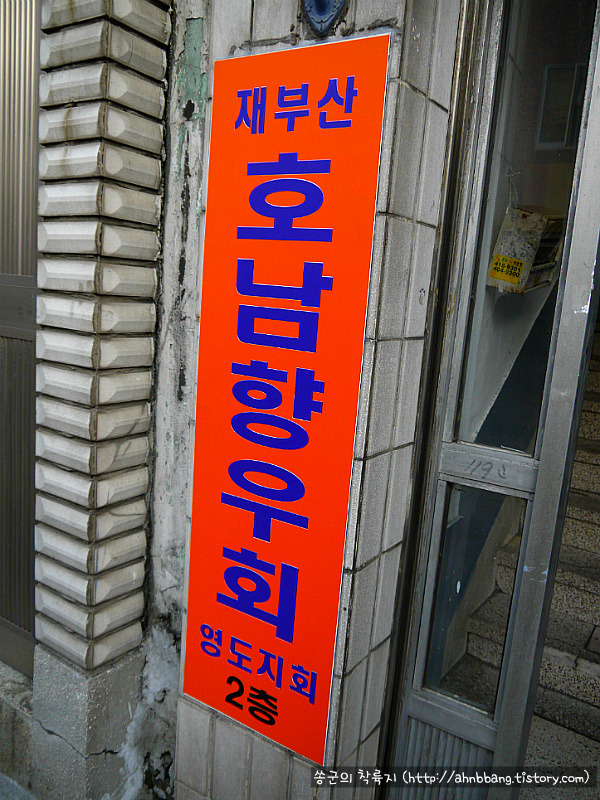 재부산
호남향우회
영도지회
2층
쏭군의 착륙지 (http://ahnbbang.tistory.com)